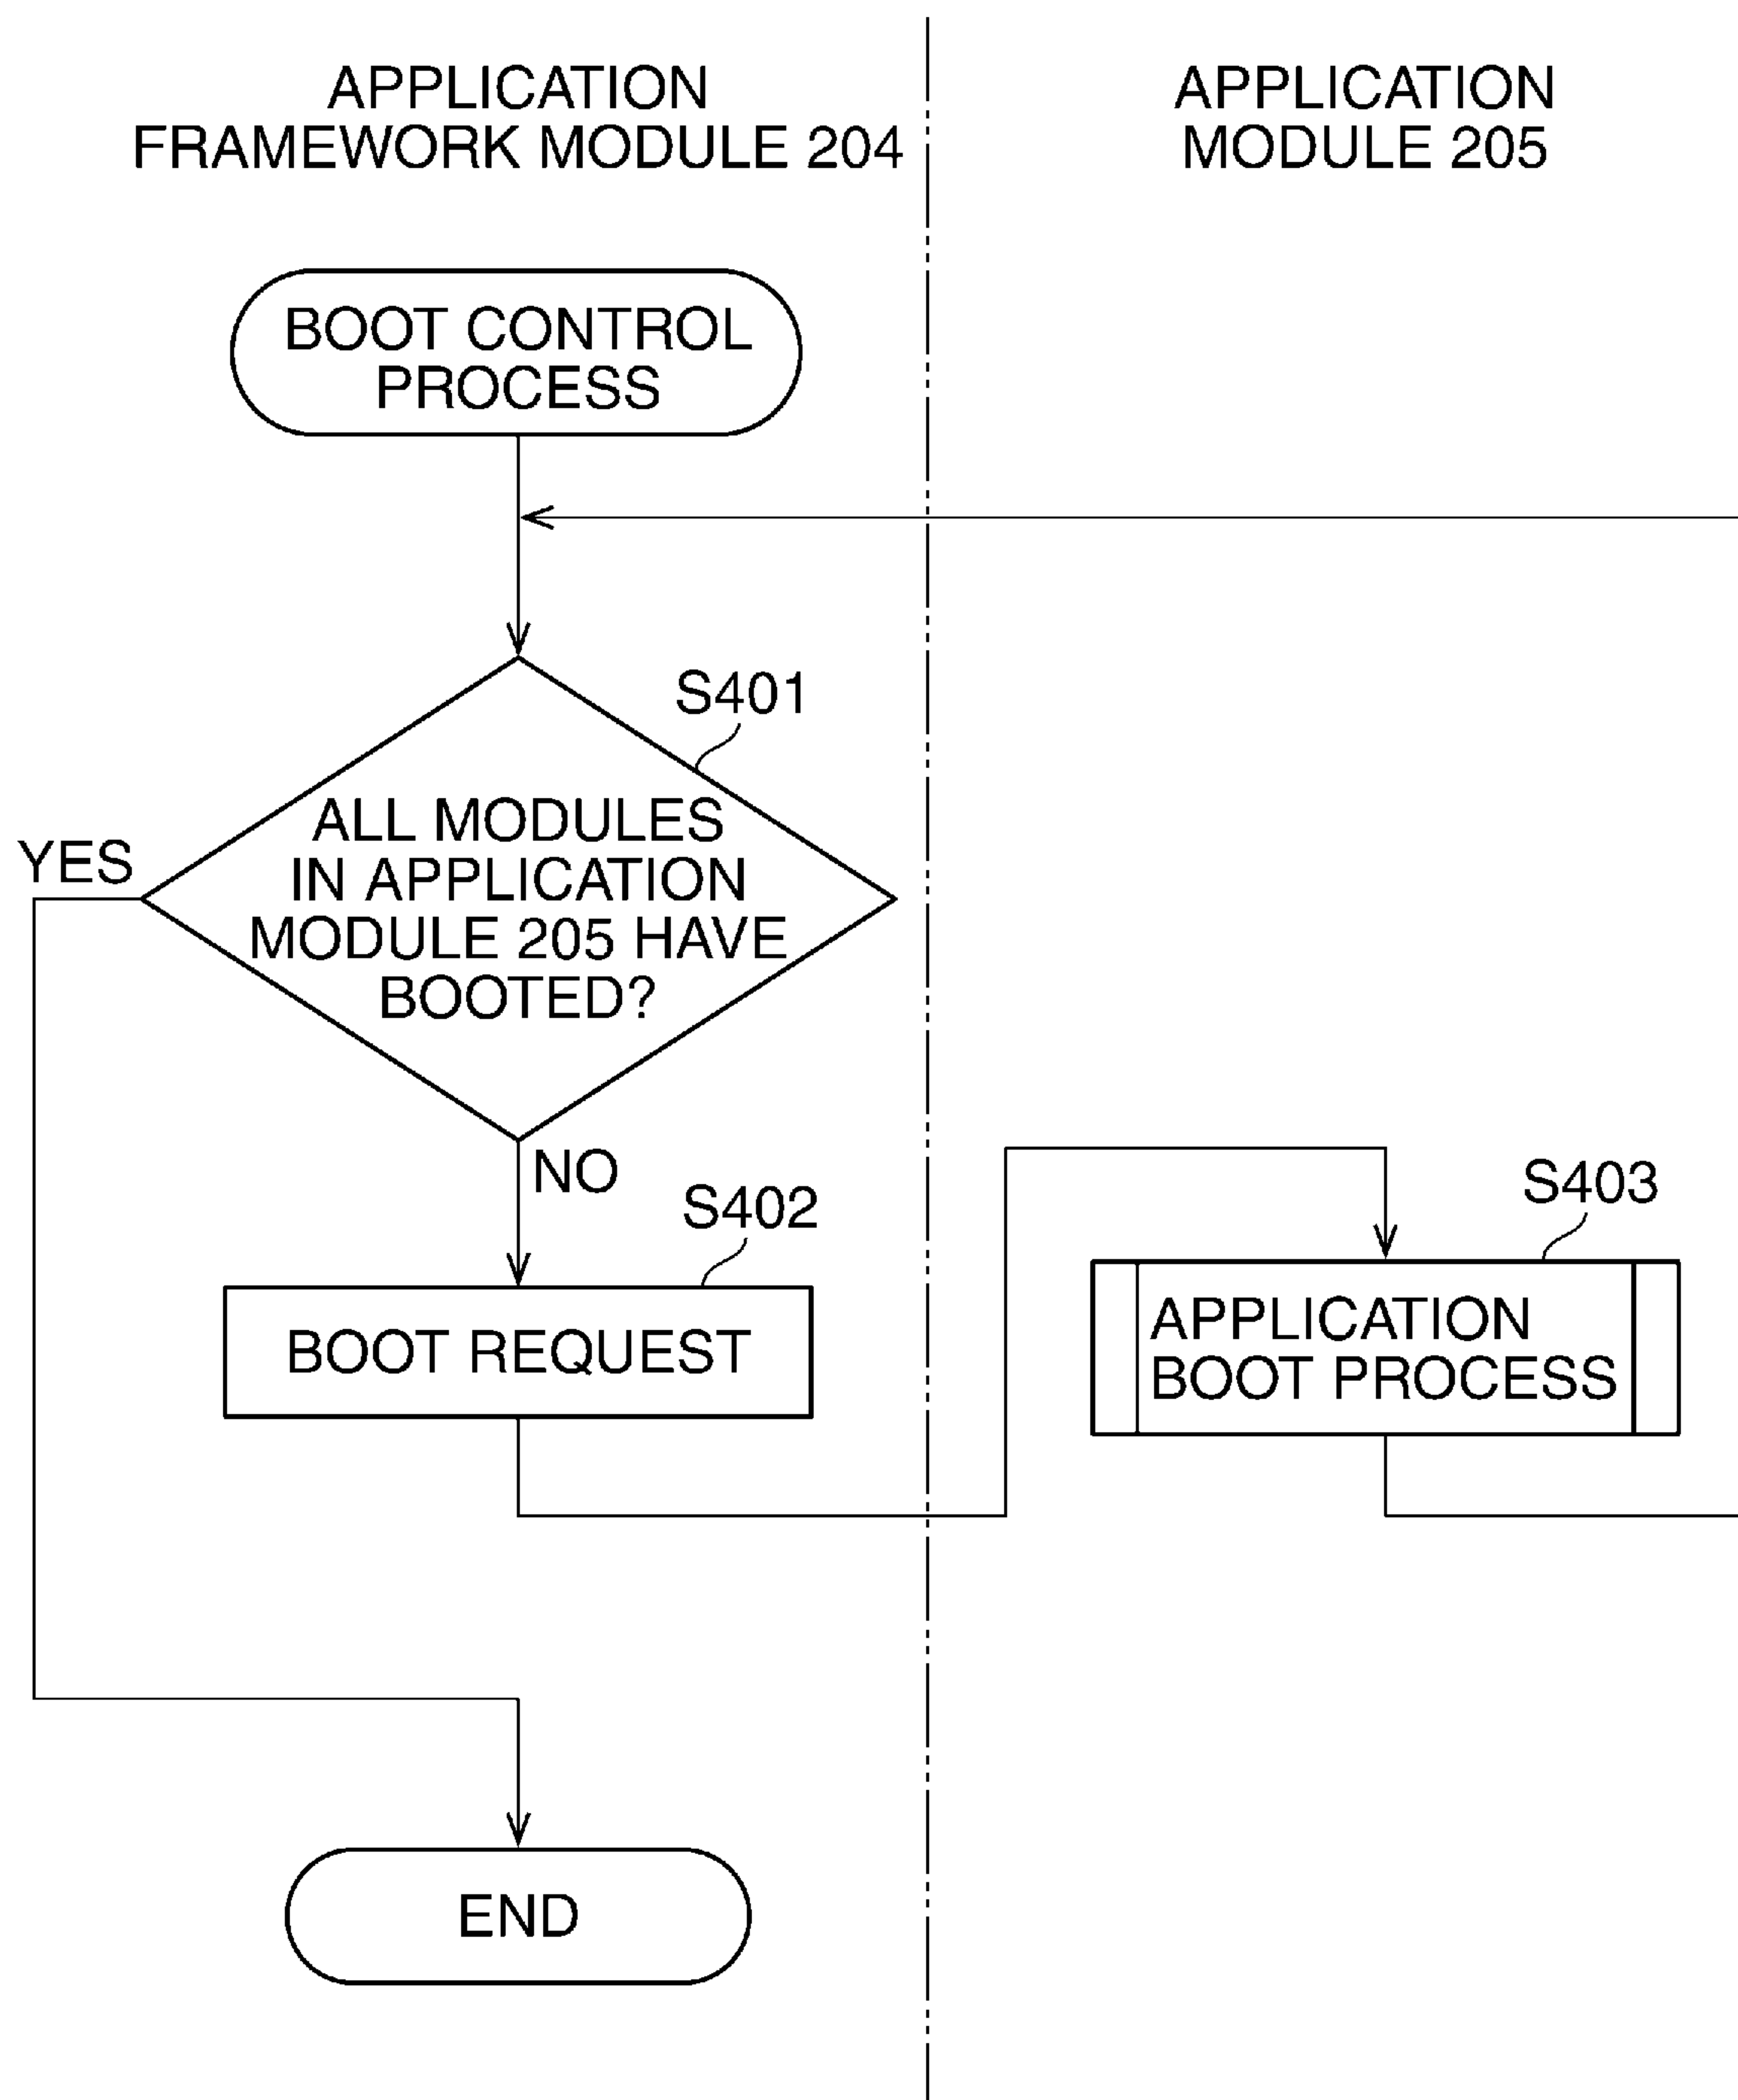 APPLICATION
FRAMEWORK MODULE 204
APPLICATION
MODULE 205
BOOT CONTROL
PROCESS
S401
ALL MODULES
IN APPLICATION
MODULE 205 HAVE
BOOTED?
YES
NO
S402
BOOT REQUEST
S403
APPLICATION
BOOT PROCESS
END